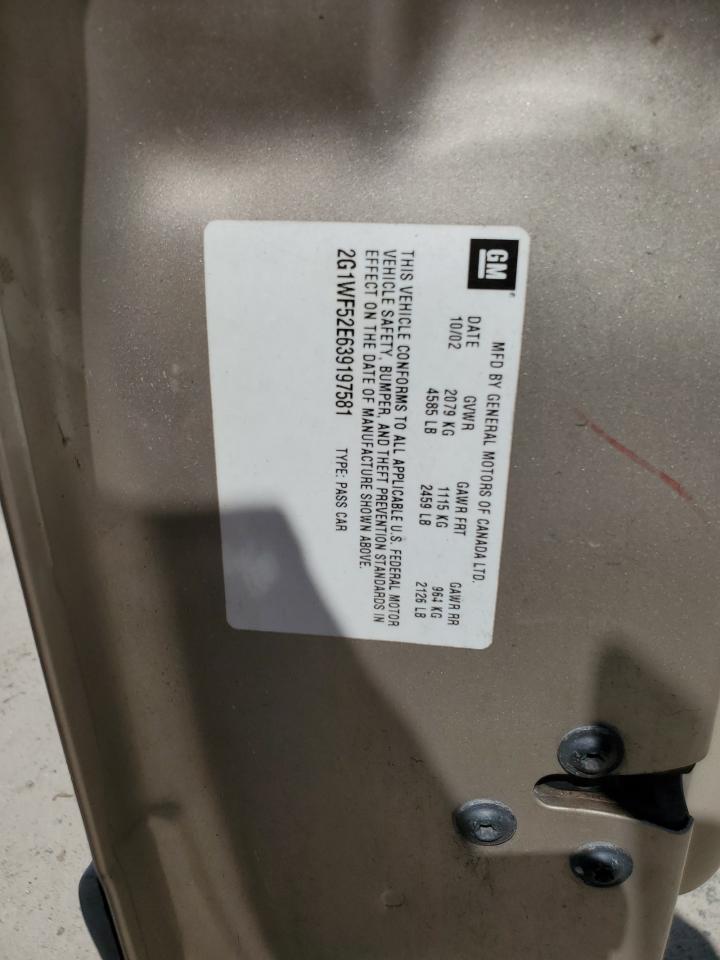 GM
MFD BY GENERAL MOTORS OF CANADA LTD.
DATE GVWR GAWR FRT GAWR RR
10/02 2079 KG 1115 KG 964 KG
4585 LB 2459 LB 2126 LB
THIS VEHICLE CONFORMS TO ALL APPLICABLE U.S. FEDERAL MOTOR
VEHICLE SAFETY, BUMPER, AND THEFT PREVENTION STANDARDS IN
EFFECT ON THE DATE OF MANUFACTURE SHOWN ABOVE.
2G1WF52E639197581 TYPE: PASS CAR